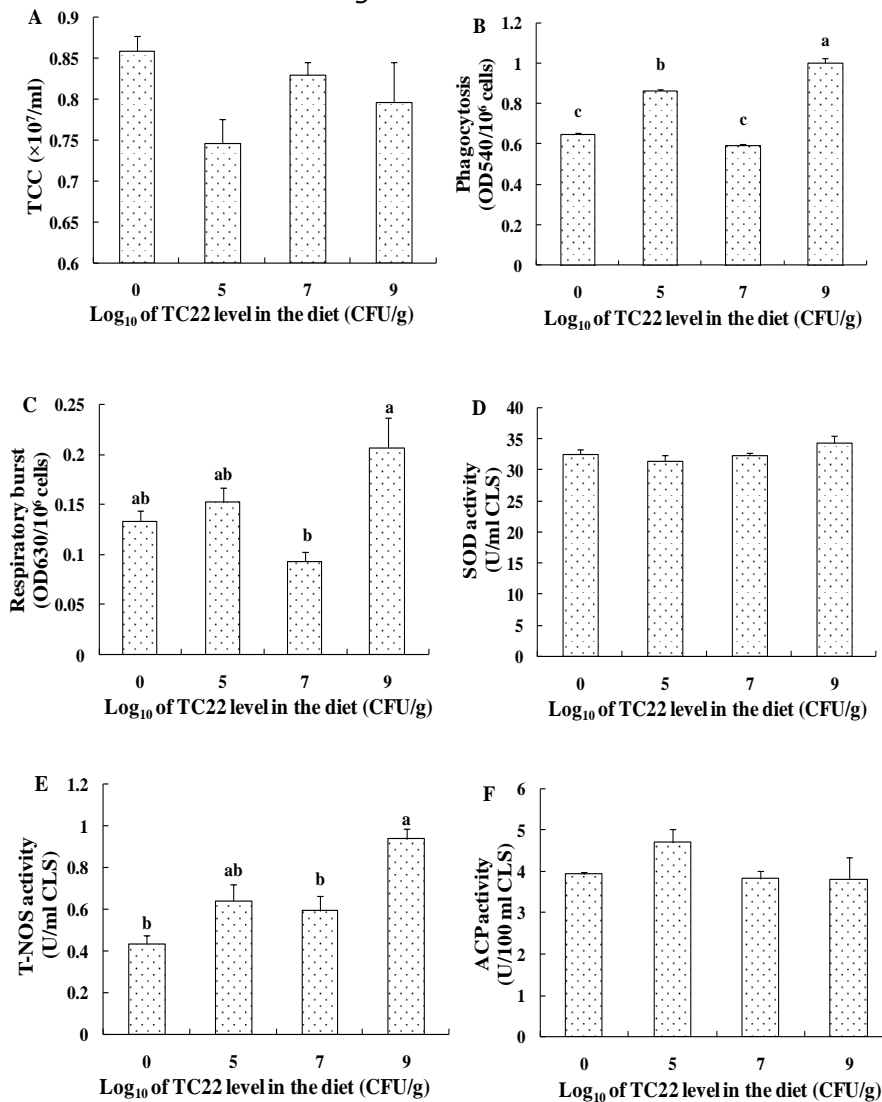 A
0.9
0.85
0.8
0.75
0.7
0.65
0.6
TCC (×10⁷/ml)
0 5 7 9
Log₁₀ of TC22 level in the diet (CFU/g)
B
1.2
1
0.8
0.6
0.4
0.2
0
Phagocytosis
(OD540/10⁶ cells)
c b c a
0 5 7 9
Log₁₀ of TC22 level in the diet (CFU/g)
C
0.25
0.2
0.15
0.1
0.05
0
Respiratory burst
(OD630/10⁶ cells)
ab ab b a
0 5 7 9
Log₁₀ of TC22 level in the diet (CFU/g)
D
40
35
30
25
20
15
10
5
0
SOD activity
(U/ml CLS)
0 5 7 9
Log₁₀ of TC22 level in the diet (CFU/g)
E
1.2
1
0.8
0.6
0.4
0.2
0
T-NOS activity
(U/ml CLS)
b ab b a
0 5 7 9
Log₁₀ of TC22 level in the diet (CFU/g)
F
6
5
4
3
2
1
0
ACP activity
(U/100 ml CLS)
0 5 7 9
Log₁₀ of TC22 level in the diet (CFU/g)